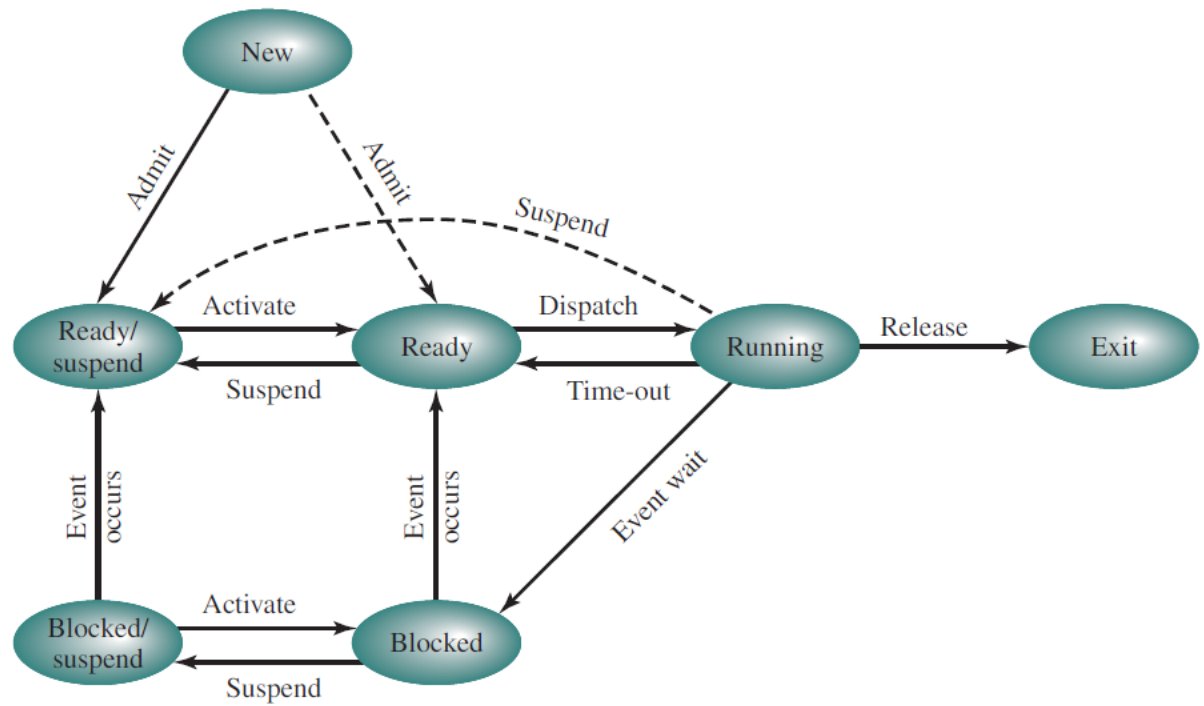 New
Admit
Admit
Suspend
Ready/
suspend
Activate
Suspend
Ready
Dispatch
Time-out
Running
Release
Exit
Event
occurs
Event
occurs
Event wait
Blocked/
suspend
Activate
Suspend
Blocked